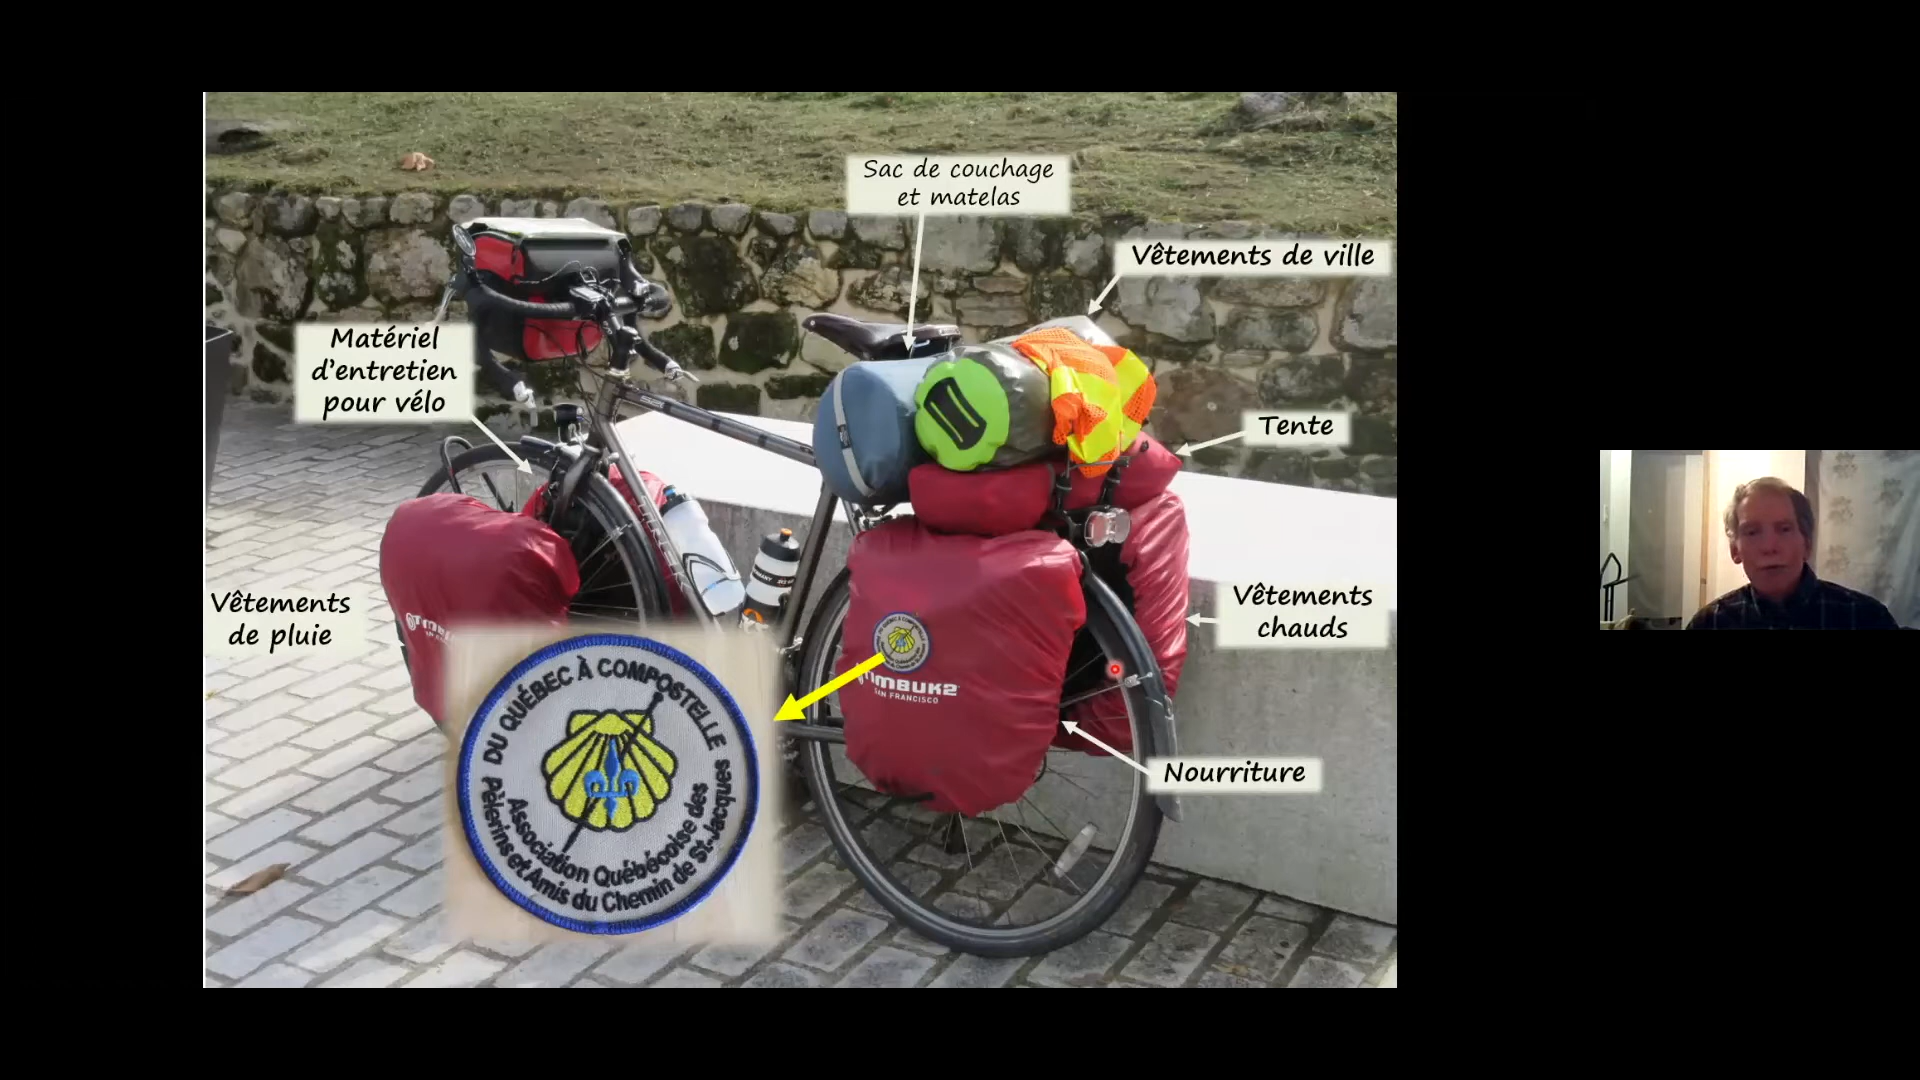 Sac de couchage
et matelas
Vêtements de ville
Matériel
d'entretien
pour vélo
Tente
Vêtements
de pluie
Vêtements
chauds
TIMBUK2
SAN FRANCISCO
Nourriture
DU QUÉBEC À COMPOSTELLE
Association Québécoise des
Pèlerins et Amis du Chemin de St-Jacques